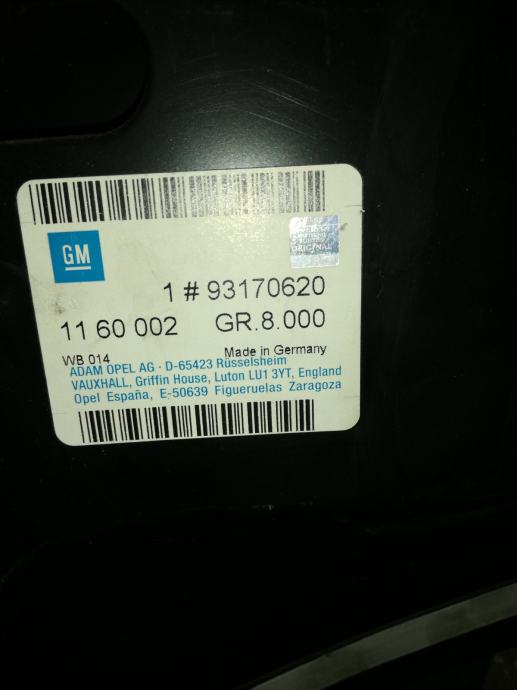 GM
ORIGINAL
1 # 93170620
11 60 002 GR.8.000
WB 014 Made in Germany
ADAM OPEL AG · D-65423 Rüsselsheim
VAUXHALL, Griffin House, Luton LU1 3YT, England
Opel España, E-50639 Figueruelas Zaragoza